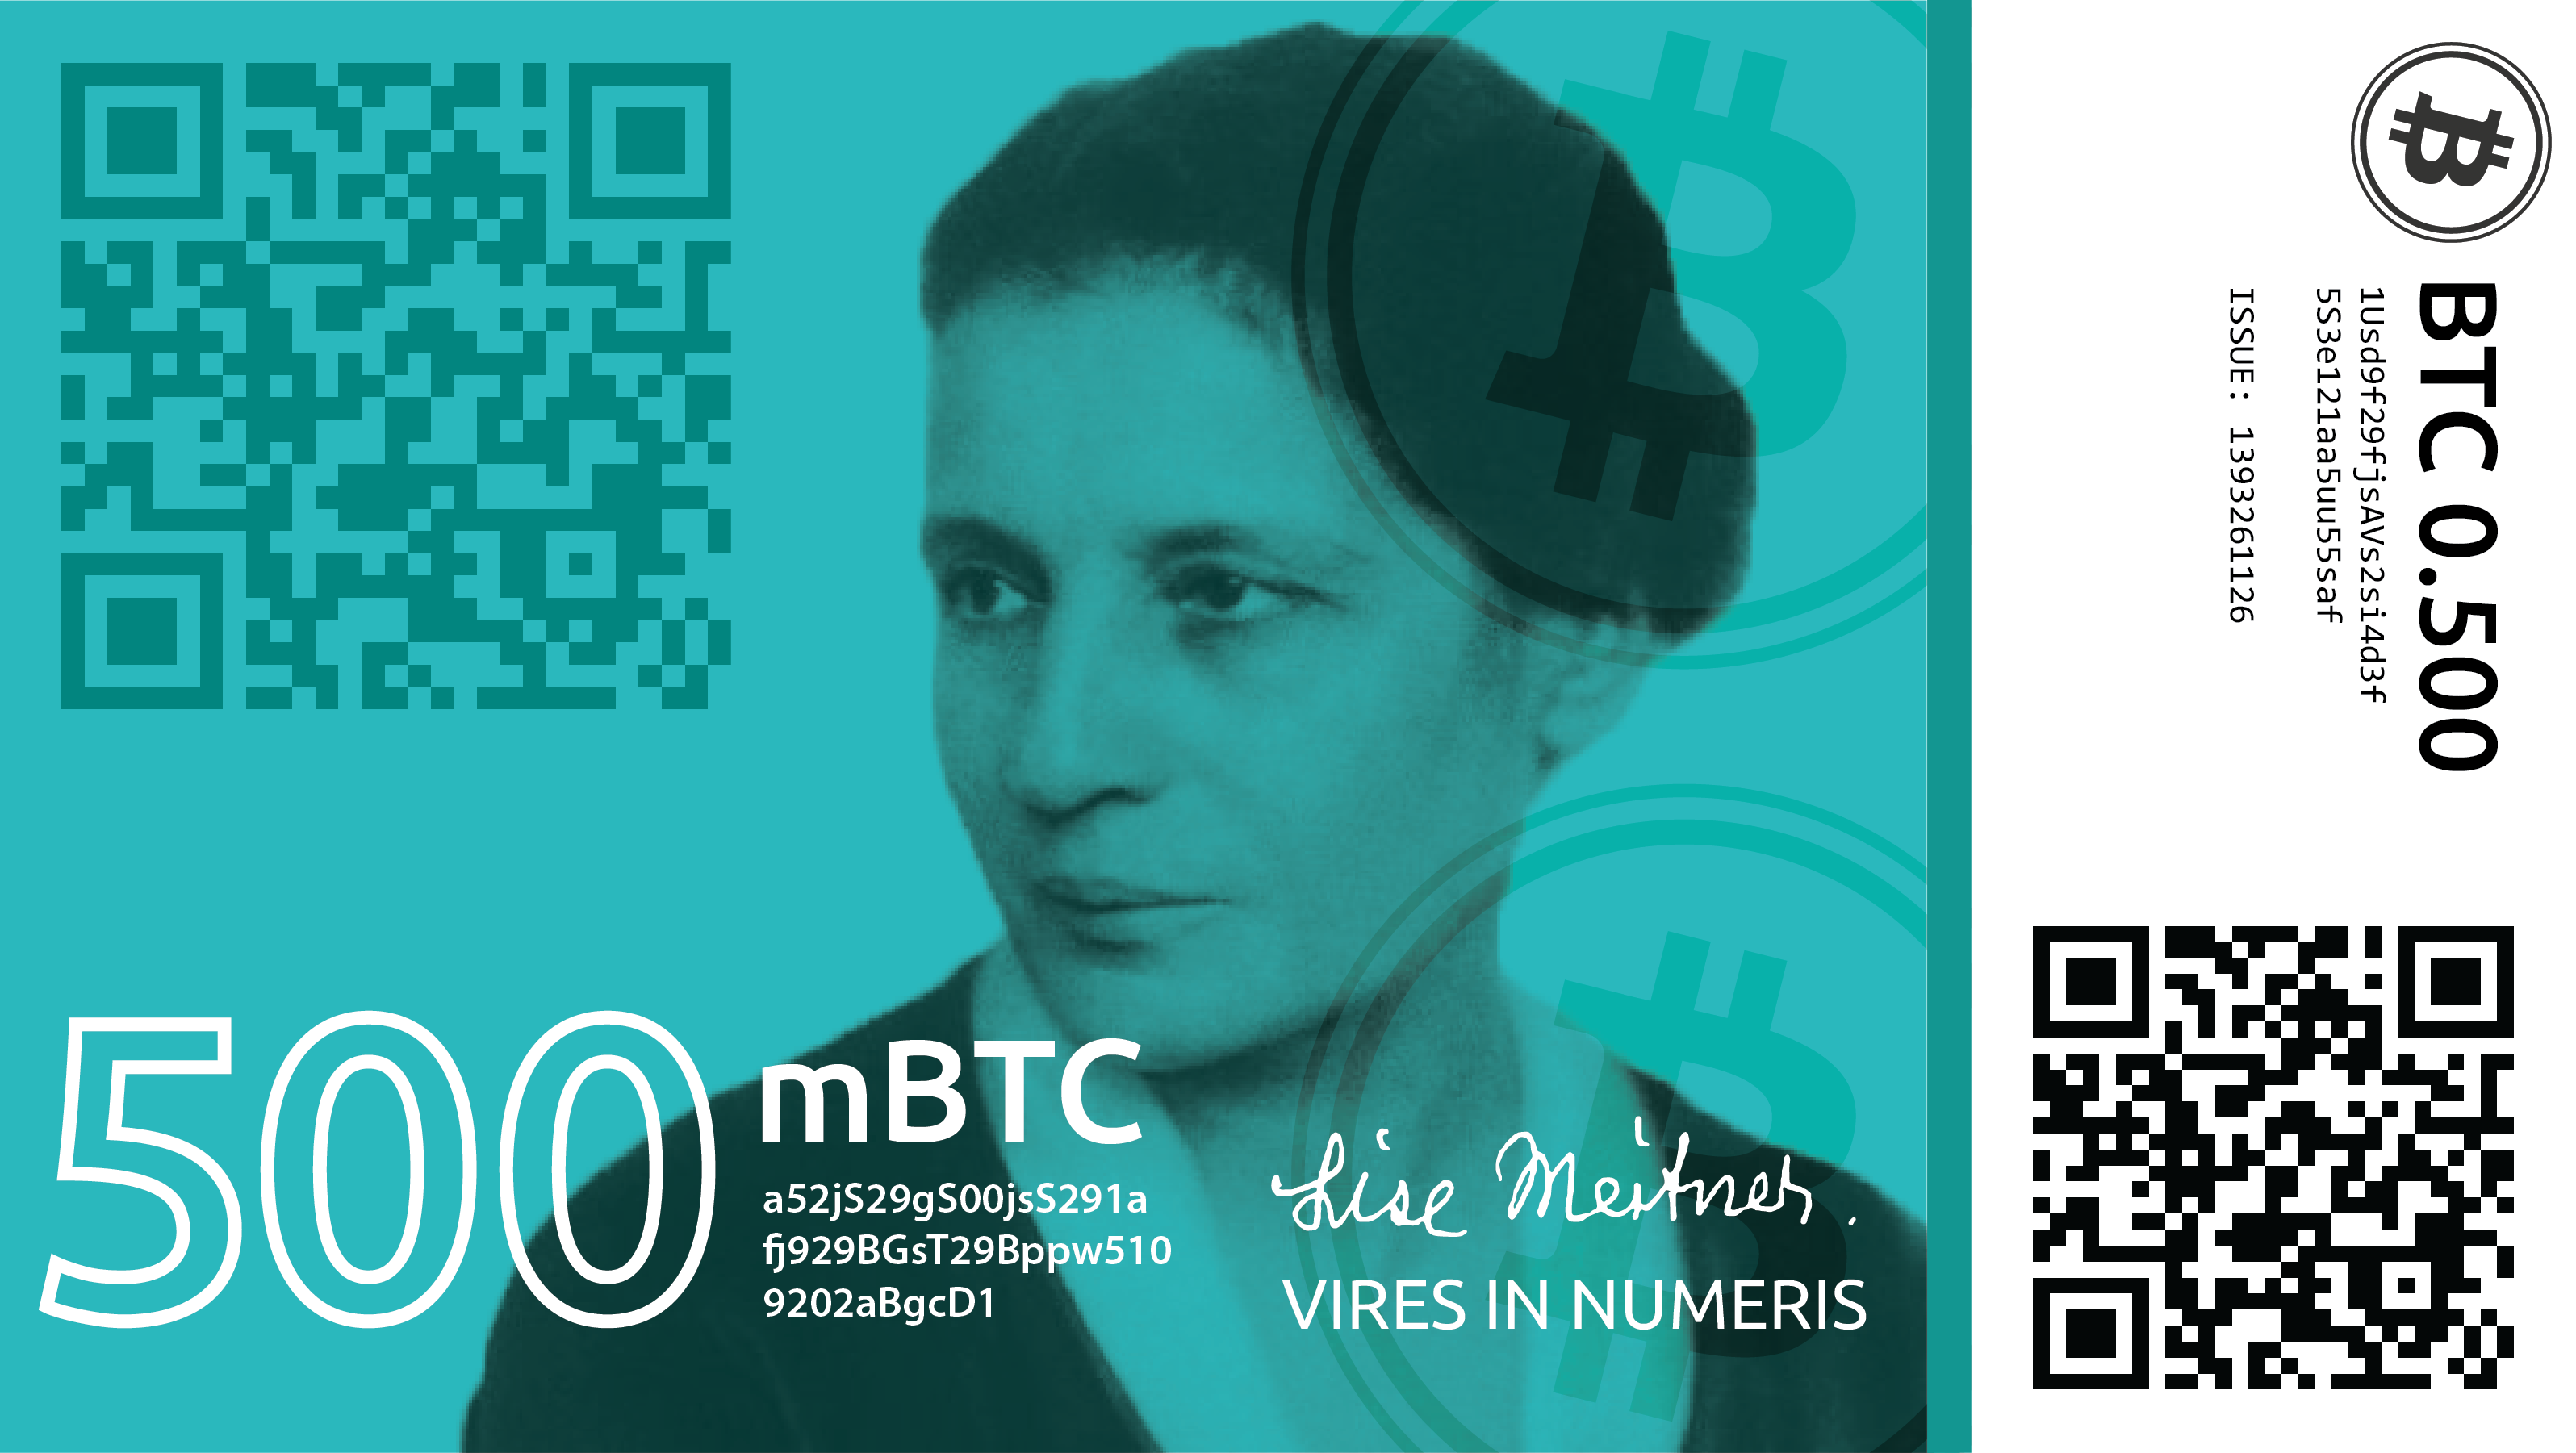 500
mBTC
a52jS29gS00jsS291a
fj929BGsT29Bppw510
9202aBgcD1
Lise Meitner.
VIRES IN NUMERIS
BTC 0.500
1Usd9f29fjsAVs2si4d3f
5S3e121aa5uu55saf
ISSUE: 1393261126